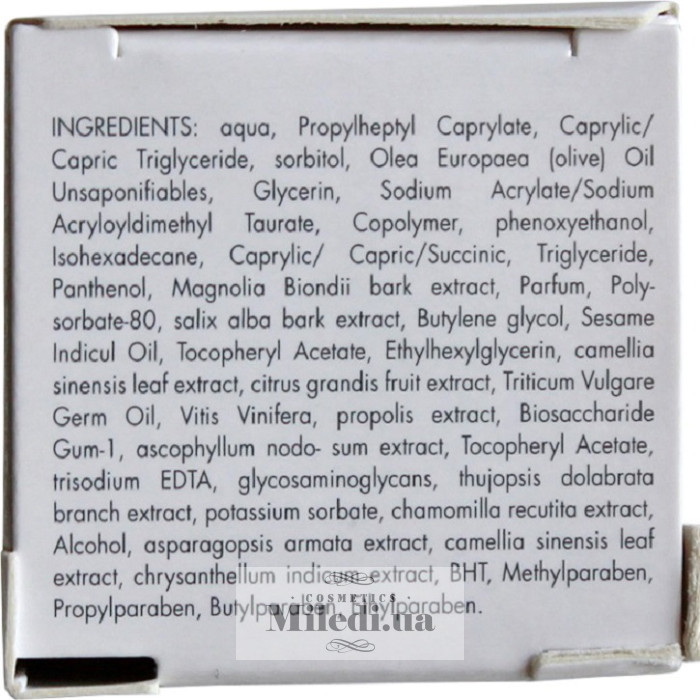 INGREDIENTS: aqua, Propylheptyl Caprylate, Caprylic/
Capric Triglyceride, sorbitol, Olea Europaea (olive) Oil
Unsaponifiables, Glycerin, Sodium Acrylate/Sodium
Acryloyldimethyl Taurate, Copolymer, phenoxyethanol,
Isohexadecane, Caprylic/ Capric/Succinic, Triglyceride,
Panthenol, Magnolia Biondii bark extract, Parfum, Poly-
sorbate-80, salix alba bark extract, Butylene glycol, Sesame
Indicul Oil, Tocopheryl Acetate, Ethylhexylglycerin, camellia
sinensis leaf extract, citrus grandis fruit extract, Triticum Vulgare
Germ Oil, Vitis Vinifera, propolis extract, Biosaccharide
Gum-1, ascophyllum nodo- sum extract, Tocopheryl Acetate,
trisodium EDTA, glycosaminoglycans, thujopsis dolabrata
branch extract, potassium sorbate, chamomilla recutita extract,
Alcohol, asparagopsis armata extract, camellia sinensis leaf
extract, chrysanthellum indicum extract, BHT, Methylparaben,
Propylparaben, Butylparaben, Ethylparaben.
COSMETICS
Miledi.ua